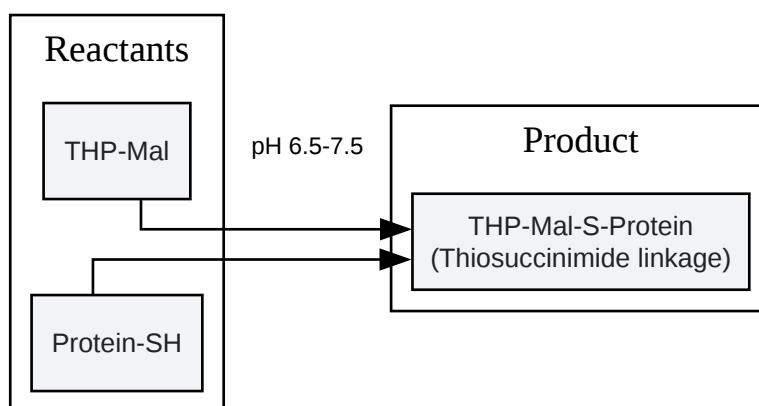 Reactants
THP-Mal
pH 6.5-7.5
Product
THP-Mal-S-Protein
(Thiosuccinimide linkage)
Protein-SH